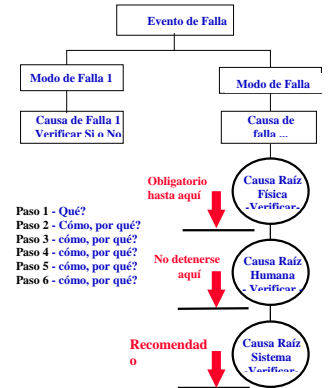 Evento de Falla
Modo de Falla 1
Modo de Falla
Causa de Falla 1
Verificar Si o No
Causa de
falla ...
Obligatorio
hasta aquí
Causa Raíz
Física
-Verificar-
Paso 1 - Qué?
Paso 2 - Cómo, por qué?
Paso 3 - cómo, por qué?
Paso 4 - cómo, por qué?
Paso 5 - cómo, por qué?
Paso 6 - cómo, por qué?
No detenerse
aquí
Causa Raíz
Humana
- Verificar -
Recomendad
o
Causa Raíz
Sistema
-Verificar-